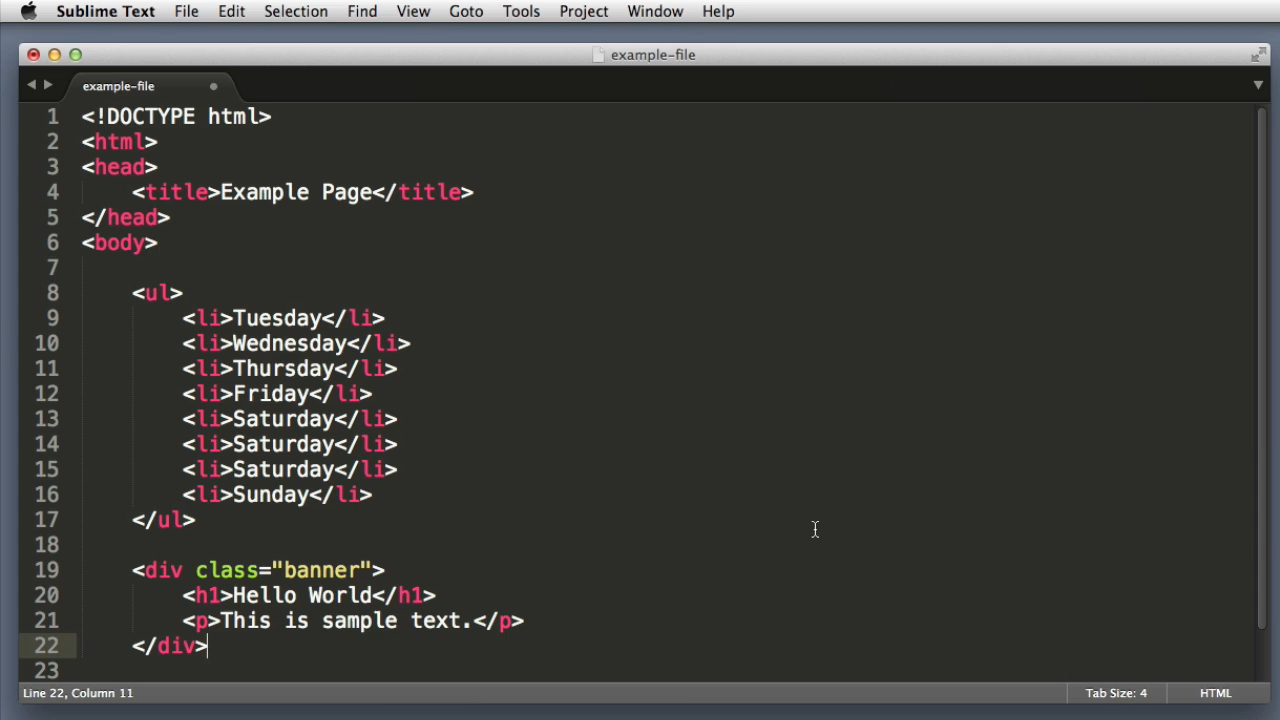 Sublime Text File Edit Selection Find View Goto Tools Project Window Help
example-file
example-file
1 <!DOCTYPE html>
2 <html>
3 <head>
4     <title>Example Page</title>
5 </head>
6 <body>
7
8     <ul>
9         <li>Tuesday</li>
10         <li>Wednesday</li>
11         <li>Thursday</li>
12         <li>Friday</li>
13         <li>Saturday</li>
14         <li>Saturday</li>
15         <li>Saturday</li>
16         <li>Sunday</li>
17     </ul>
18
19     <div class="banner">
20         <h1>Hello World</h1>
21         <p>This is sample text.</p>
22     </div>
23
Line 22, Column 11 Tab Size: 4 HTML